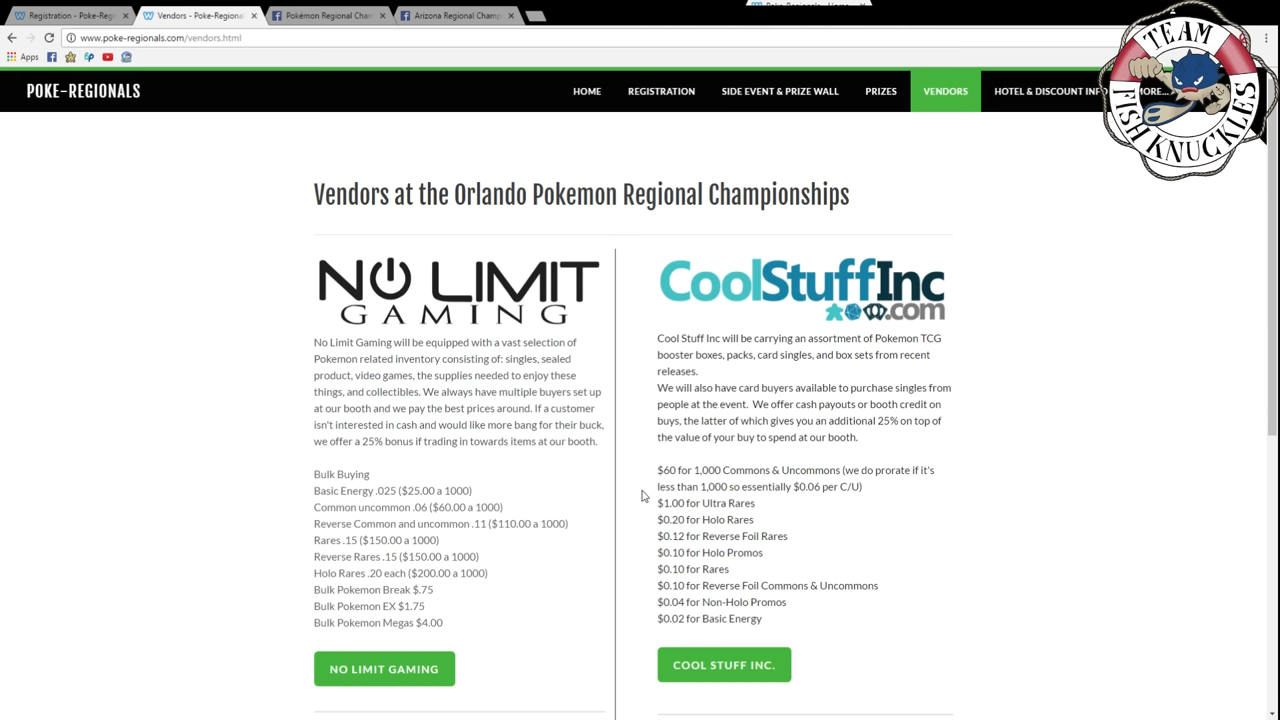 Registration - Poke-Reg
Vendors - Poke-Regional
Pokémon Regional Cham
Arizona Regional Champ
www.poke-regionals.com/vendors.html
Apps
POKE-REGIONALS
HOME
REGISTRATION
SIDE EVENT & PRIZE WALL
PRIZES
VENDORS
HOTEL & DISCOUNT INFO
MORE...
TEAM
FISH KNUCKLES
Vendors at the Orlando Pokemon Regional Championships
NO LIMIT
GAMING
No Limit Gaming will be equipped with a vast selection of
Pokemon related inventory consisting of: singles, sealed
product, video games, the supplies needed to enjoy these
things, and collectibles. We always have multiple buyers set up
at our booth and we pay the best prices around. If a customer
isn't interested in cash and would like more bang for their buck,
we offer a 25% bonus if trading in towards items at our booth.
Bulk Buying
Basic Energy .025 ($25.00 a 1000)
Common uncommon .06 ($60.00 a 1000)
Reverse Common and uncommon .11 ($110.00 a 1000)
Rares .15 ($150.00 a 1000)
Reverse Rares .15 ($150.00 a 1000)
Holo Rares .20 each ($200.00 a 1000)
Bulk Pokemon Break $.75
Bulk Pokemon EX $1.75
Bulk Pokemon Megas $4.00
NO LIMIT GAMING
CoolStuffInc
.com
Cool Stuff Inc will be carrying an assortment of Pokemon TCG
booster boxes, packs, card singles, and box sets from recent
releases.
We will also have card buyers available to purchase singles from
people at the event. We offer cash payouts or booth credit on
buys, the latter of which gives you an additional 25% on top of
the value of your buy to spend at our booth.
$60 for 1,000 Commons & Uncommons (we do prorate if it's
less than 1,000 so essentially $0.06 per C/U)
$1.00 for Ultra Rares
$0.20 for Holo Rares
$0.12 for Reverse Foil Rares
$0.10 for Holo Promos
$0.10 for Rares
$0.10 for Reverse Foil Commons & Uncommons
$0.04 for Non-Holo Promos
$0.02 for Basic Energy
COOL STUFF INC.